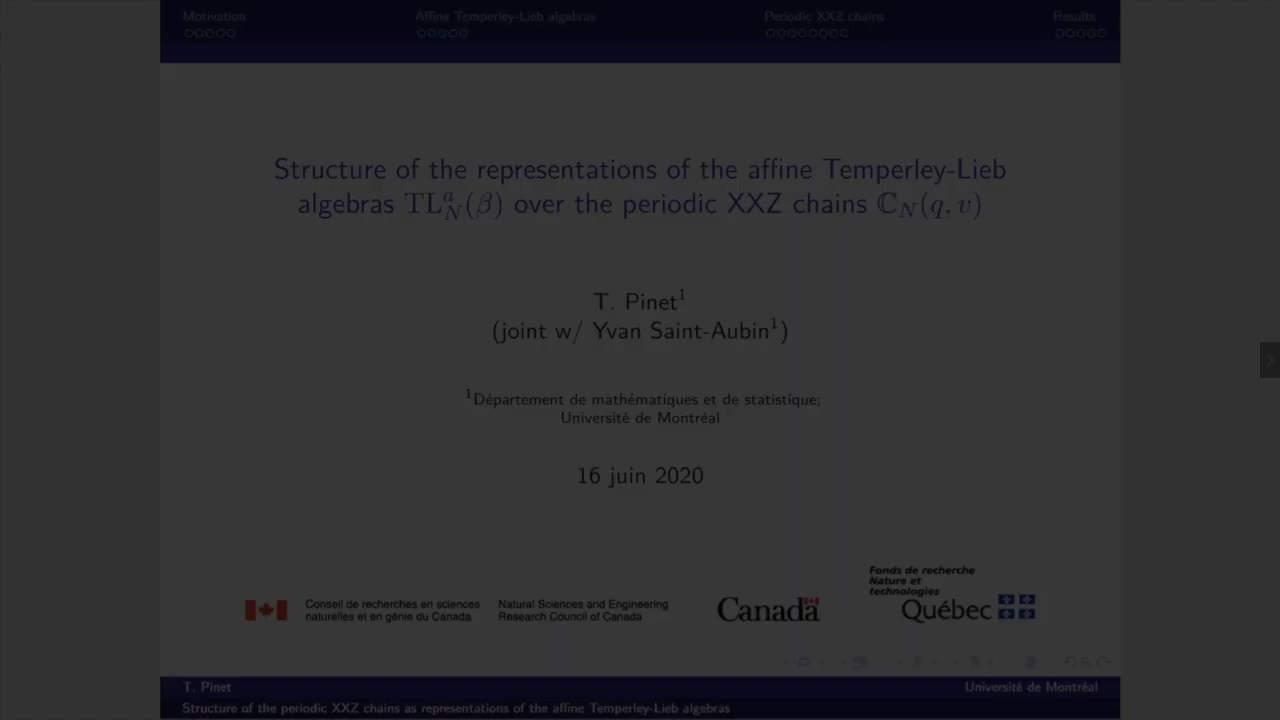 Motivation Affine Temperley-Lieb algebras Periodic XXZ chains Results
Structure of the representations of the affine Temperley-Lieb
algebras TL^a_N(β) over the periodic XXZ chains ℂ_N(q, v)
T. Pinet¹
(joint w/ Yvan Saint-Aubin¹)
¹Département de mathématiques et de statistique;
Université de Montréal
16 juin 2020
Conseil de recherches en sciences
naturelles et en génie du Canada
Natural Sciences and Engineering
Research Council of Canada
Canada
Fonds de recherche
Nature et
technologies
Québec
T. Pinet Université de Montréal
Structure of the periodic XXZ chains as representations of the affine Temperley-Lieb algebras